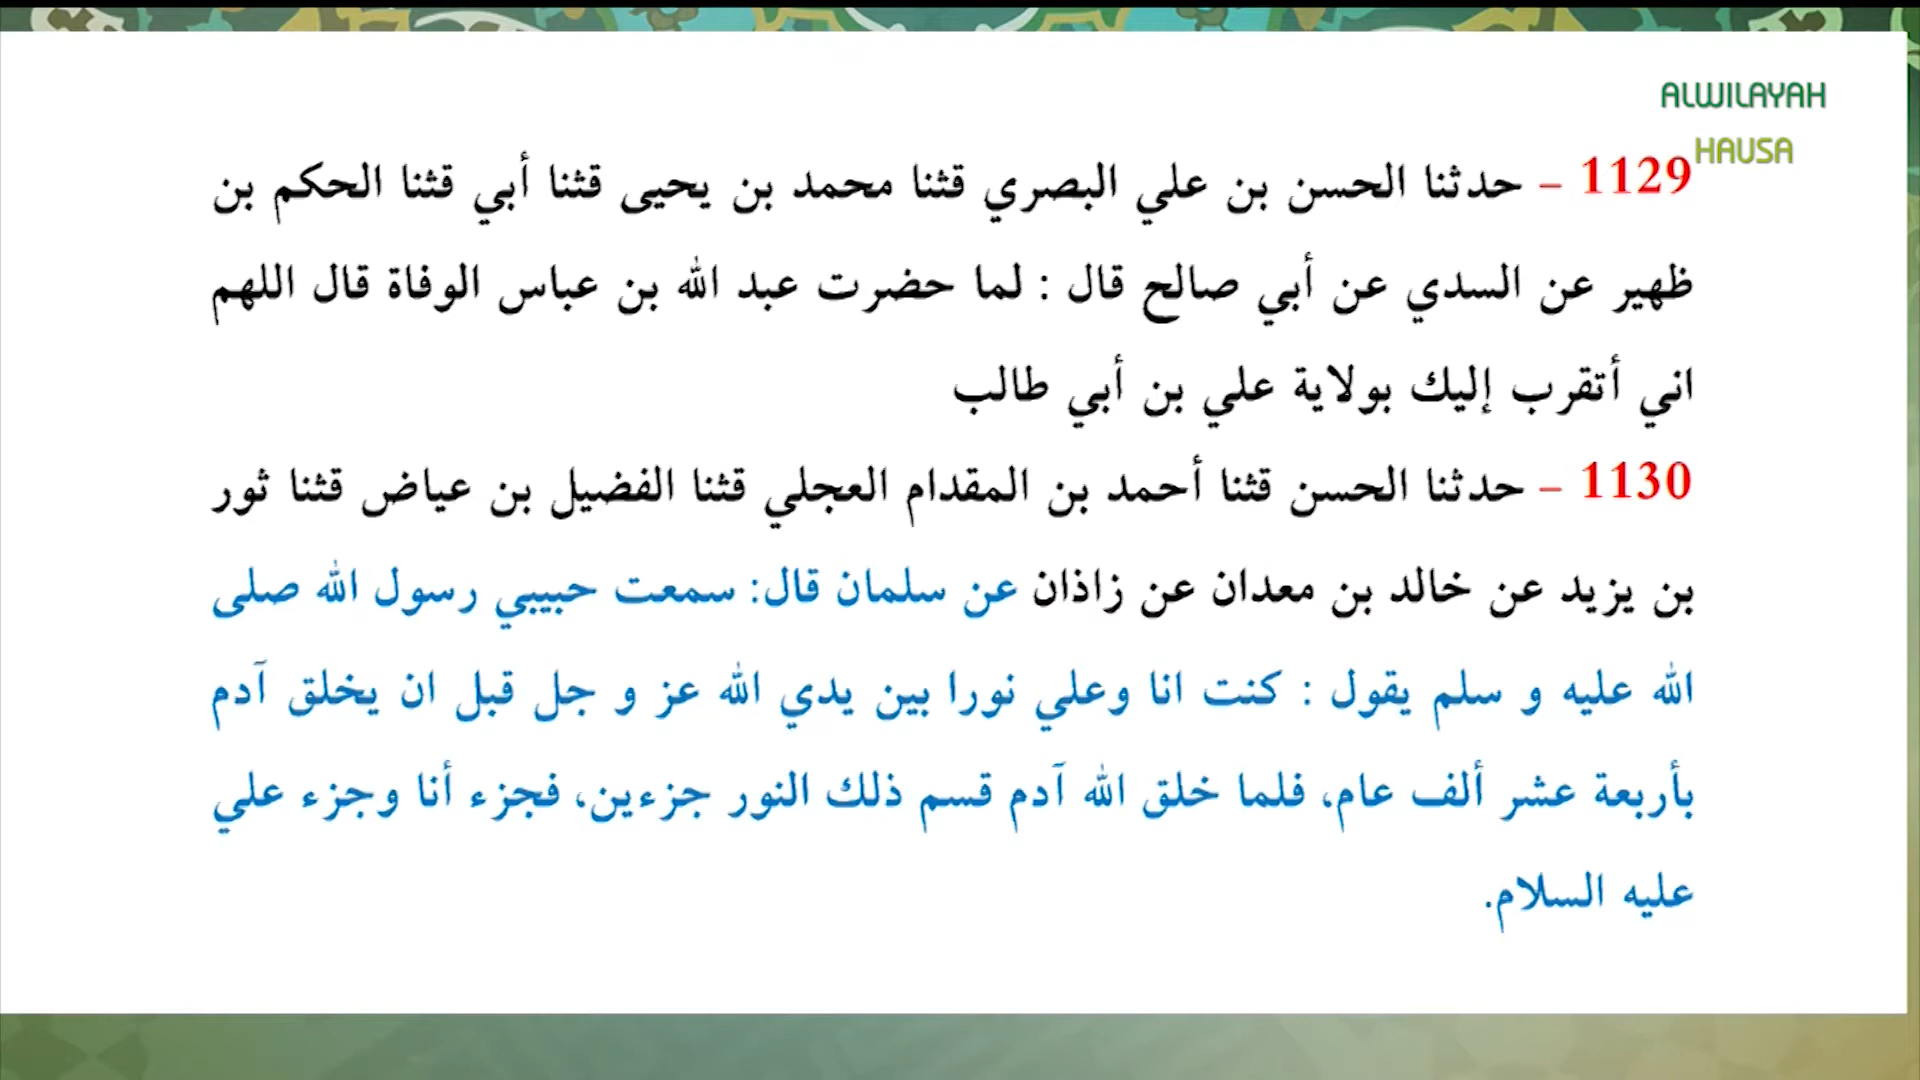 ALWILAYAH
HAUSA
1129 – حدثنا الحسن بن علي البصري قثنا محمد بن يحيى قثنا أبي قثنا الحكم بن
ظهير عن السدي عن أبي صالح قال : لما حضرت عبد الله بن عباس الوفاة قال اللهم
اني أتقرب إليك بولاية علي بن أبي طالب
1130 – حدثنا الحسن قثنا أحمد بن المقدام العجلي قثنا الفضيل بن عياض قثنا ثور
بن يزيد عن خالد بن معدان عن زاذان عن سلمان قال: سمعت حبيبي رسول الله صلى
الله عليه و سلم يقول : كنت انا وعلي نورا بين يدي الله عز و جل قبل ان يخلق آدم
بأربعة عشر ألف عام، فلما خلق الله آدم قسم ذلك النور جزءين، فجزء أنا وجزء علي
عليه السلام.